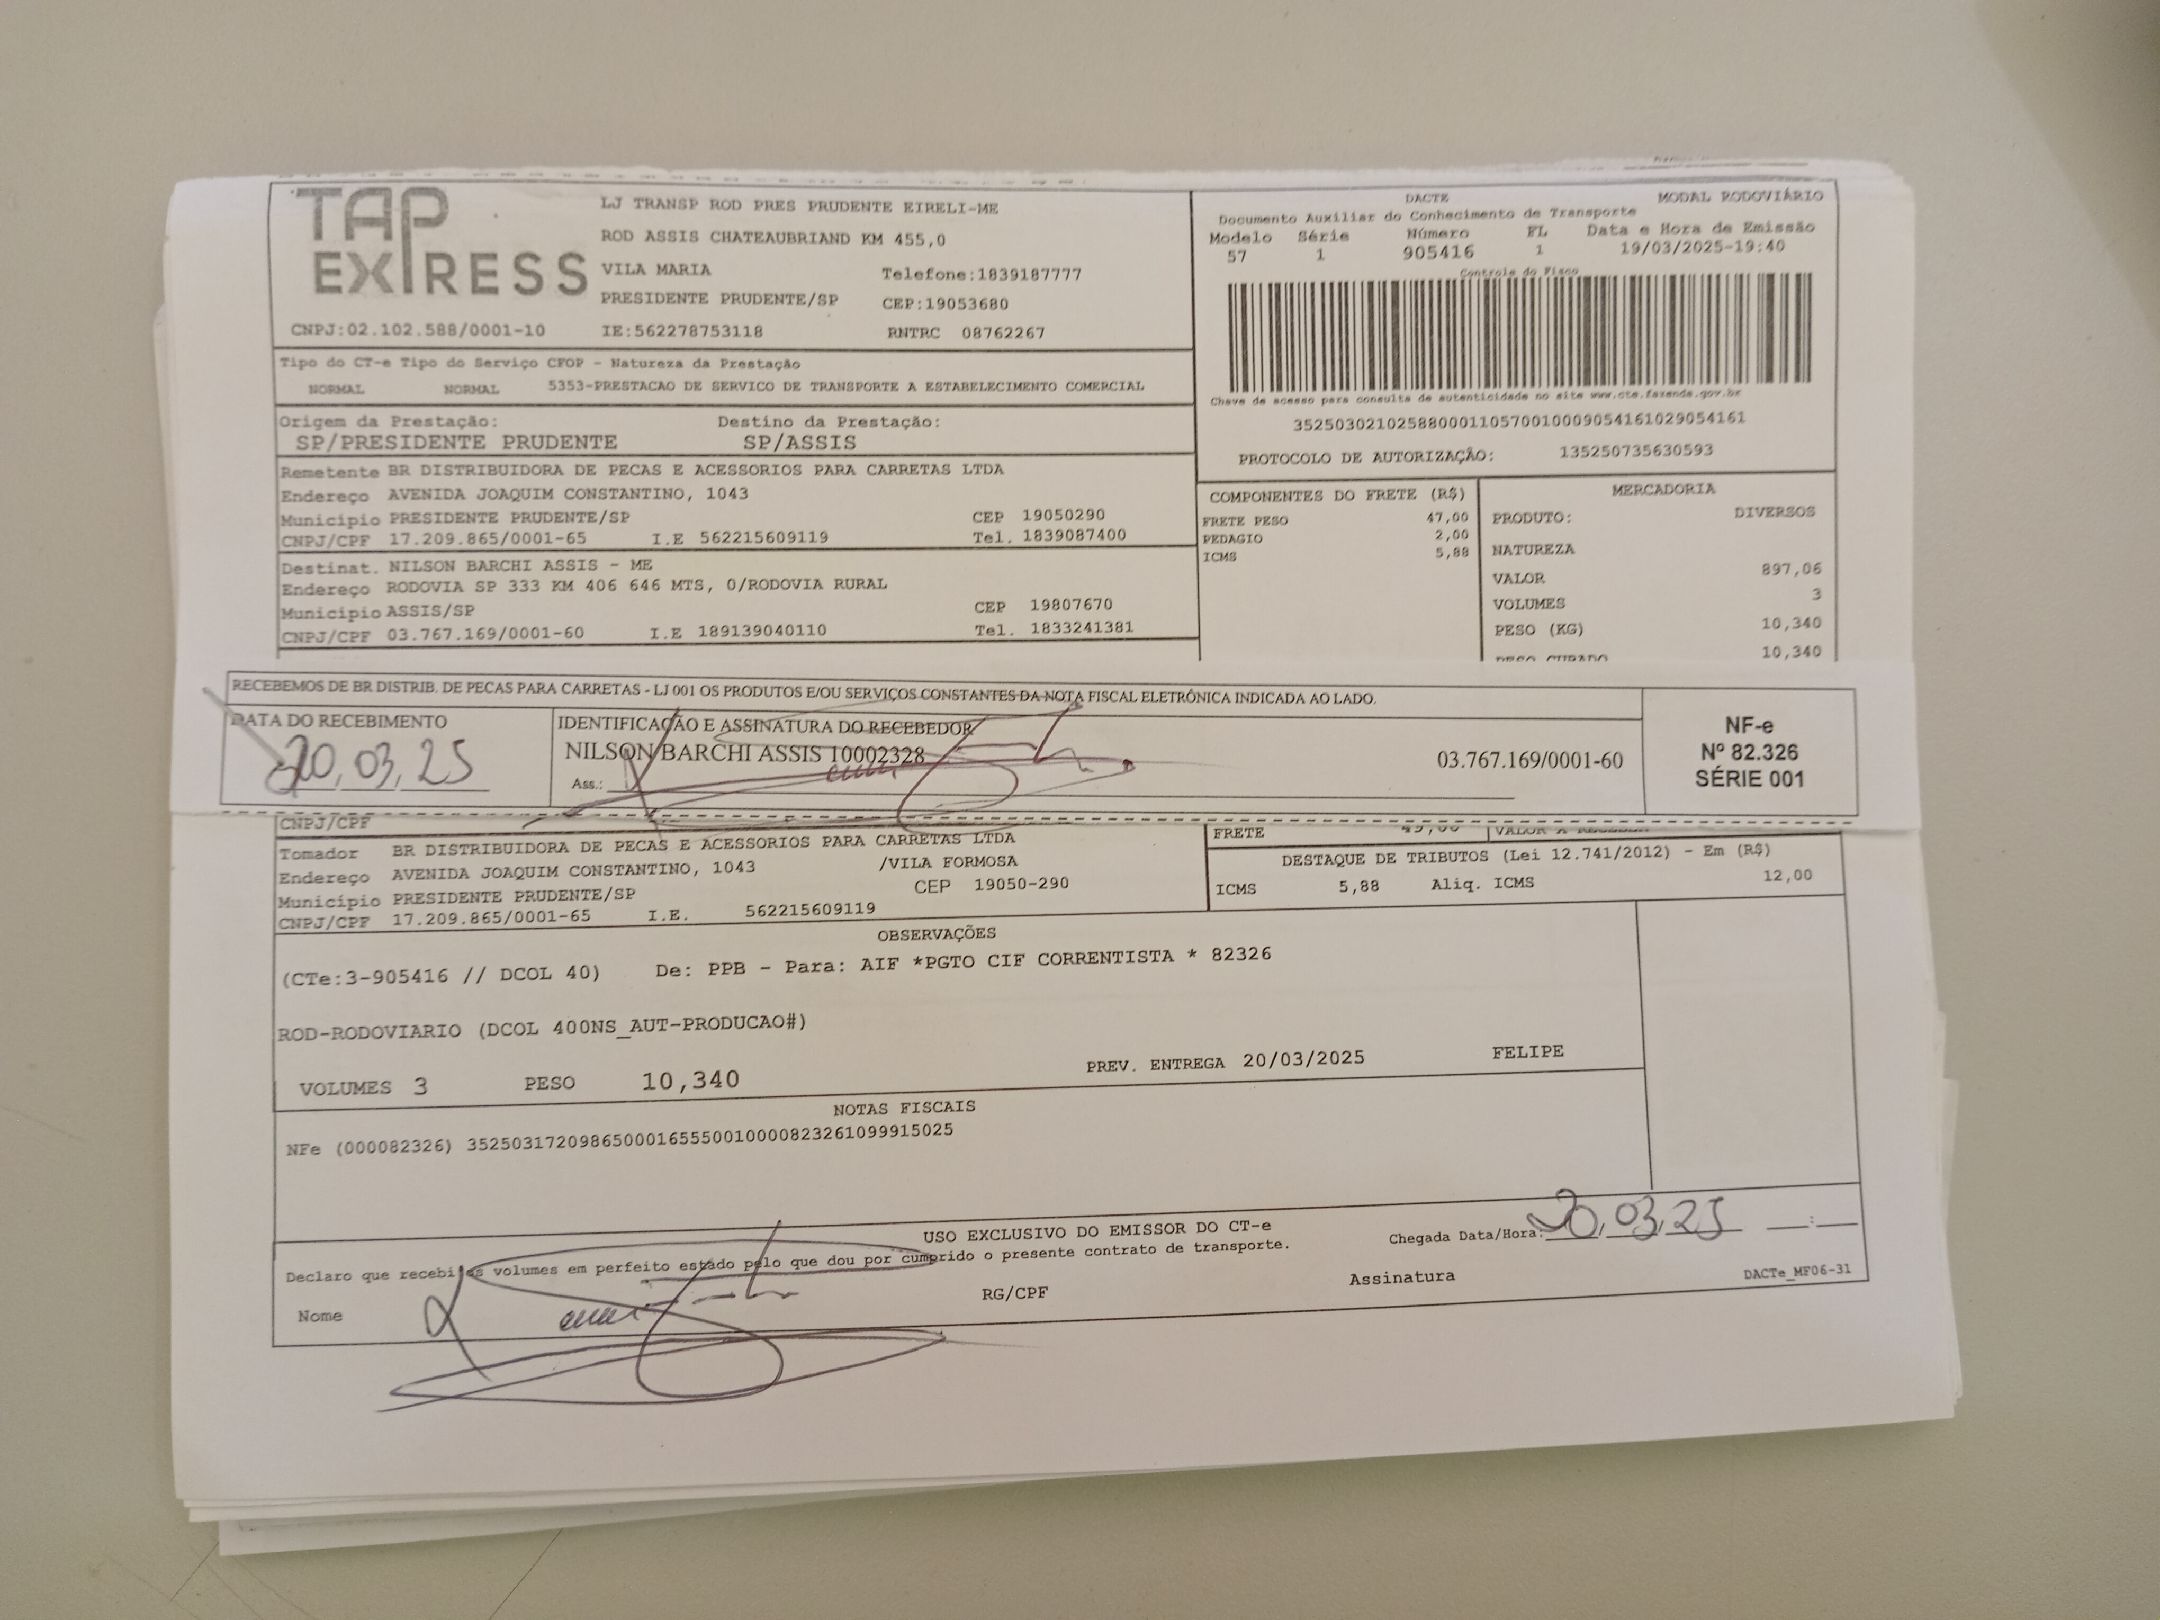 TAP EXPRESS
LJ TRANSP ROD PRES PRUDENTE EIRELI-ME
ROD ASSIS CHATEAUBRIAND KM 455,0
VILA MARIA Telefone:1839187777
PRESIDENTE PRUDENTE/SP CEP:19053680
CNPJ:02.102.588/0001-10 IE:562278753118 RNTRC 08762267
DACTE MODAL RODOVIÁRIO
Documento Auxiliar do Conhecimento de Transporte
Modelo Série Número FL Data e Hora de Emissão
57 1 905416 1 19/03/2025-19:40
Controle do Fisco
Chave de acesso para consulta de autenticidade no site www.cte.fazenda.gov.br
35250302102588000110570010009054161029054161
PROTOCOLO DE AUTORIZAÇÃO: 135250735630593
Tipo do CT-e Tipo do Serviço CFOP - Natureza da Prestação
NORMAL NORMAL 5353-PRESTACAO DE SERVICO DE TRANSPORTE A ESTABELECIMENTO COMERCIAL
Origem da Prestação: Destino da Prestação:
SP/PRESIDENTE PRUDENTE SP/ASSIS
Remetente BR DISTRIBUIDORA DE PECAS E ACESSORIOS PARA CARRETAS LTDA
Endereço AVENIDA JOAQUIM CONSTANTINO, 1043
Municipio PRESIDENTE PRUDENTE/SP CEP 19050290
CNPJ/CPF 17.209.865/0001-65 I.E 562215609119 Tel. 1839087400
Destinat. NILSON BARCHI ASSIS - ME
Endereço RODOVIA SP 333 KM 406 646 MTS, 0/RODOVIA RURAL
Municipio ASSIS/SP CEP 19807670
CNPJ/CPF 03.767.169/0001-60 I.E 189139040110 Tel. 1833241381
COMPONENTES DO FRETE (R$)
FRETE PESO 47,00
PEDAGIO 2,00
ICMS 5,88
MERCADORIA
PRODUTO: DIVERSOS
NATUREZA
VALOR 897,06
VOLUMES 3
PESO (KG) 10,340
PESO CUBADO 10,340
RECEBEMOS DE BR DISTRIB. DE PECAS PARA CARRETAS - LJ 001 OS PRODUTOS E/OU SERVIÇOS CONSTANTES DA NOTA FISCAL ELETRÔNICA INDICADA AO LADO.
DATA DO RECEBIMENTO IDENTIFICAÇÃO E ASSINATURA DO RECEBEDOR
20,03,25 NILSON BARCHI ASSIS 10002328 03.767.169/0001-60
Ass.:
NF-e
Nº 82.326
SÉRIE 001
CNPJ/CPF
Tomador BR DISTRIBUIDORA DE PECAS E ACESSORIOS PARA CARRETAS LTDA
Endereço AVENIDA JOAQUIM CONSTANTINO, 1043 /VILA FORMOSA
Município PRESIDENTE PRUDENTE/SP CEP 19050-290
CNPJ/CPF 17.209.865/0001-65 I.E. 562215609119
FRETE 49,00 VALOR A RECEBER
DESTAQUE DE TRIBUTOS (Lei 12.741/2012) - Em (R$)
ICMS 5,88 Aliq. ICMS 12,00
OBSERVAÇÕES
(CTe:3-905416 // DCOL 40) De: PPB - Para: AIF *PGTO CIF CORRENTISTA * 82326
ROD-RODOVIARIO (DCOL 400NS_AUT-PRODUCAO#)
VOLUMES 3 PESO 10,340 PREV. ENTREGA 20/03/2025 FELIPE
NOTAS FISCAIS
NFe (000082326) 35250317209865000165550010000823261099915025
USO EXCLUSIVO DO EMISSOR DO CT-e
Declaro que recebi os volumes em perfeito estado pelo que dou por cumprido o presente contrato de transporte.
Chegada Data/Hora: 20,03,25 __:__
Nome RG/CPF Assinatura DACTe_MF06-31